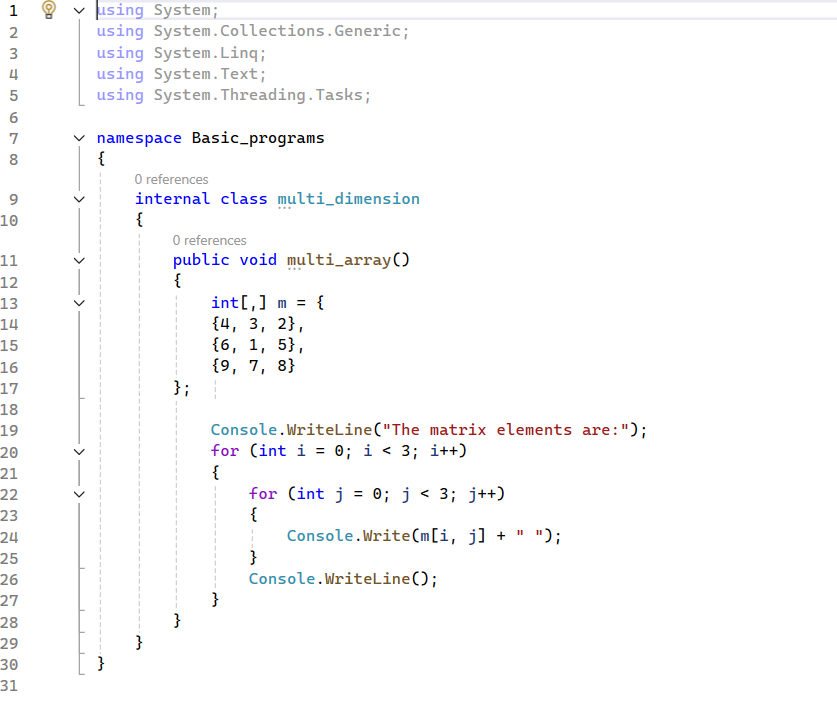 1 using System;
2 using System.Collections.Generic;
3 using System.Linq;
4 using System.Text;
5 using System.Threading.Tasks;
6
7 namespace Basic_programs
8 {
0 references
9 internal class multi_dimension
10 {
0 references
11 public void multi_array()
12 {
13 int[,] m = {
14 {4, 3, 2},
15 {6, 1, 5},
16 {9, 7, 8}
17 };
18
19 Console.WriteLine("The matrix elements are:");
20 for (int i = 0; i < 3; i++)
21 {
22 for (int j = 0; j < 3; j++)
23 {
24 Console.Write(m[i, j] + " ");
25 }
26 Console.WriteLine();
27 }
28 }
29 }
30 }
31